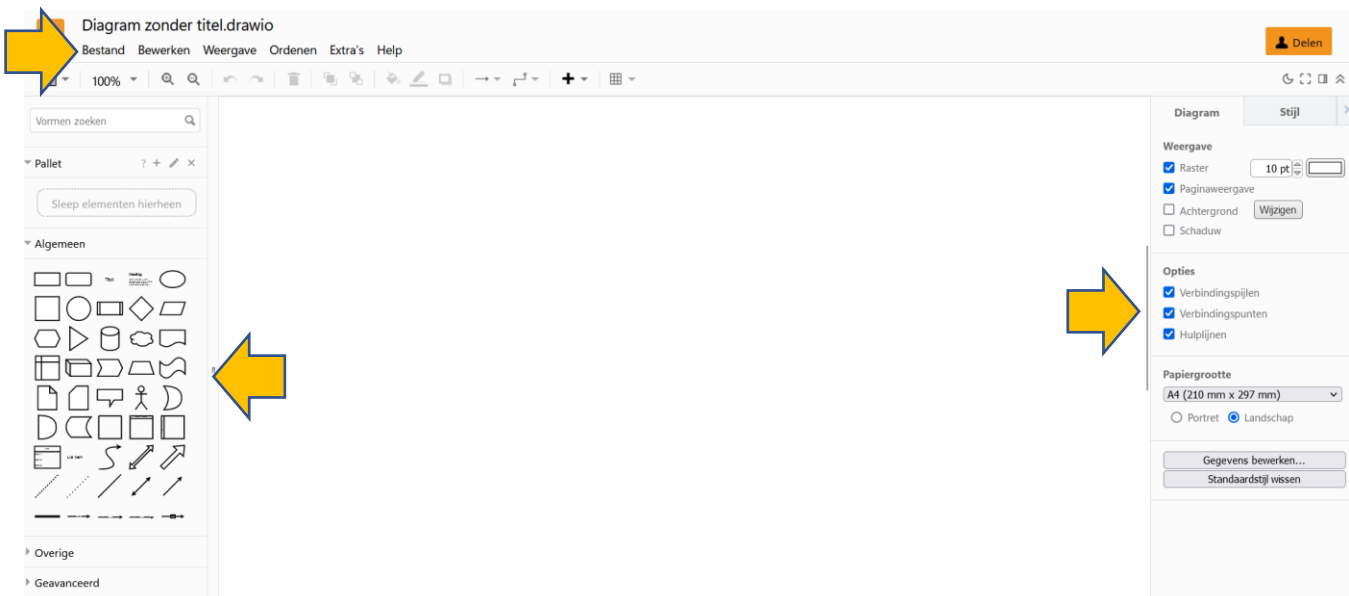 Diagram zonder titel.drawio
Bestand Bewerken Weergave Ordenen Extra's Help
Delen
100%
Vormen zoeken
Pallet ? + ×
Sleep elementen hierheen
Algemeen
Text
Heading
List Item
Overige
Geavanceerd
Diagram Stijl
Weergave
Raster 10 pt
Paginaweergave
Achtergrond Wijzigen
Schaduw
Opties
Verbindingspijlen
Verbindingspunten
Hulplijnen
Papiergrootte
A4 (210 mm x 297 mm)
Portret Landschap
Gegevens bewerken...
Standaardstijl wissen